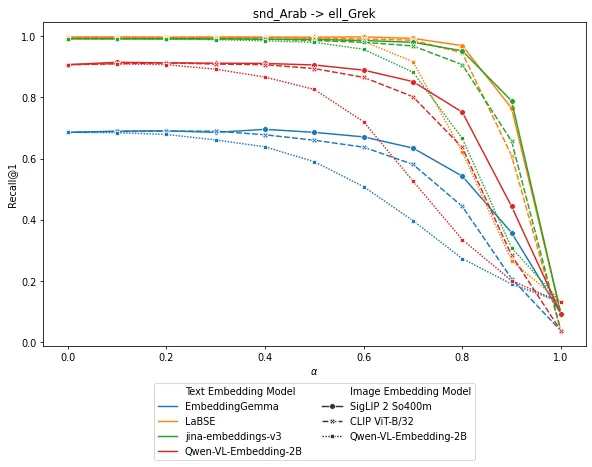 snd_Arab -> ell_Grek
Recall@1
1.0
0.8
0.6
0.4
0.2
0.0
0.0 0.2 0.4 0.6 0.8 1.0
α
Text Embedding Model
EmbeddingGemma
LaBSE
jina-embeddings-v3
Qwen-VL-Embedding-2B
Image Embedding Model
SigLIP 2 So400m
CLIP ViT-B/32
Qwen-VL-Embedding-2B